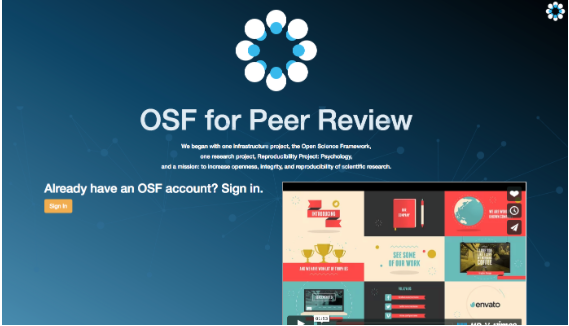 OSF for Peer Review
We began with one infrastructure project, the Open Science Framework,
one research project, Reproducibility Project: Psychology,
and a mission: to increase openness, integrity, and reproducibility of scientific research.
Already have an OSF account? Sign in.
Sign In
INTRODUCING
SEE SOME
OF OUR WORK
envato